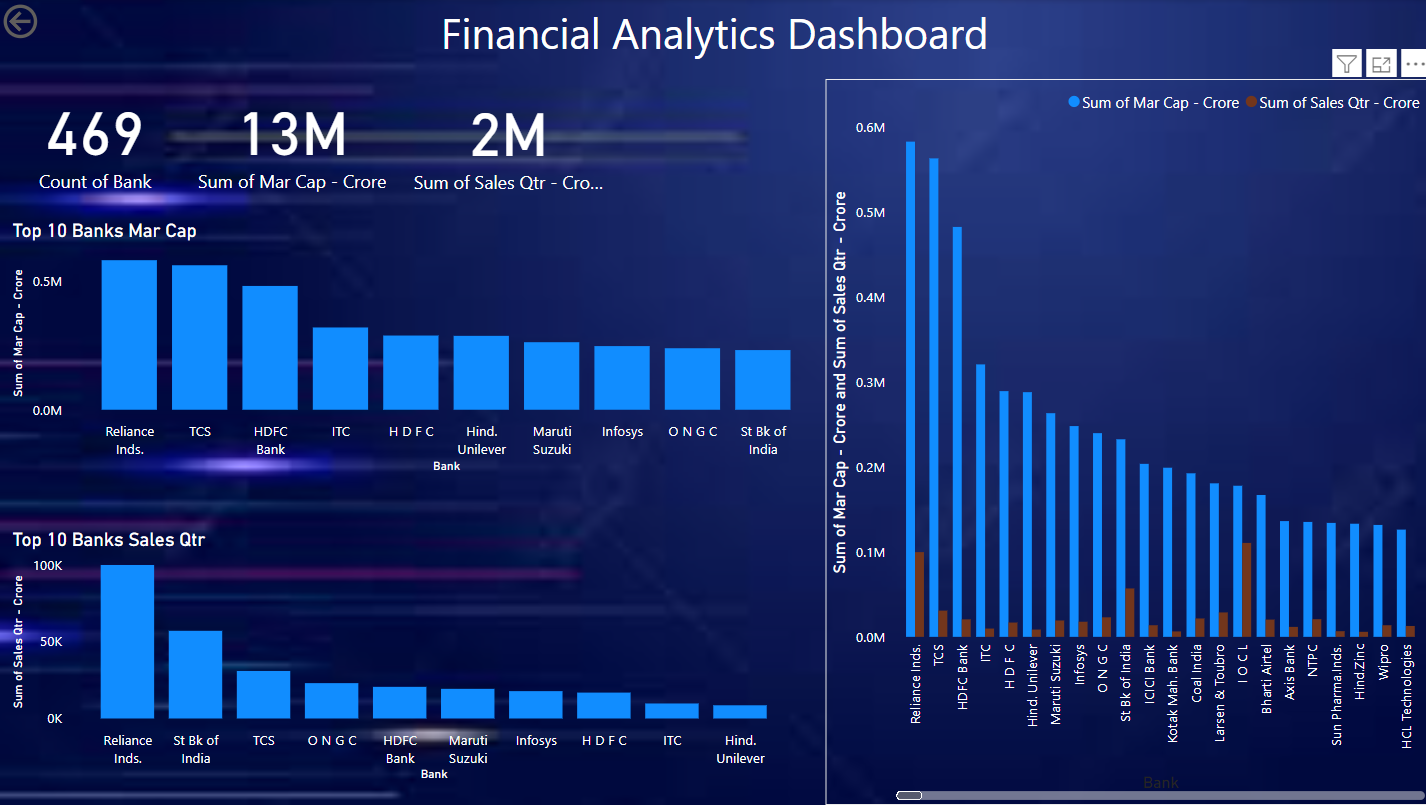 Financial Analytics Dashboard
469
Count of Bank
13M
Sum of Mar Cap - Crore
2M
Sum of Sales Qtr - Cro...
Top 10 Banks Mar Cap
Sum of Mar Cap - Crore
0.5M
0.0M
Reliance Inds.
TCS
HDFC Bank
ITC
H D F C
Hind. Unilever
Maruti Suzuki
Infosys
O N G C
St Bk of India
Bank
Top 10 Banks Sales Qtr
Sum of Sales Qtr - Crore
100K
50K
0K
Reliance Inds.
St Bk of India
TCS
O N G C
HDFC Bank
Maruti Suzuki
Infosys
H D F C
ITC
Hind. Unilever
Bank
Sum of Mar Cap - Crore
Sum of Sales Qtr - Crore
Sum of Mar Cap - Crore and Sum of Sales Qtr - Crore
0.6M
0.5M
0.4M
0.3M
0.2M
0.1M
0.0M
Reliance Inds.
TCS
HDFC Bank
ITC
H D F C
Hind. Unilever
Maruti Suzuki
Infosys
O N G C
St Bk of India
ICICI Bank
Kotak Mah. Bank
Coal India
Larsen & Toubro
I O C L
Bharti Airtel
Axis Bank
NTPC
Sun Pharma.Inds.
Hind.Zinc
Wipro
HCL Technologies
Bank